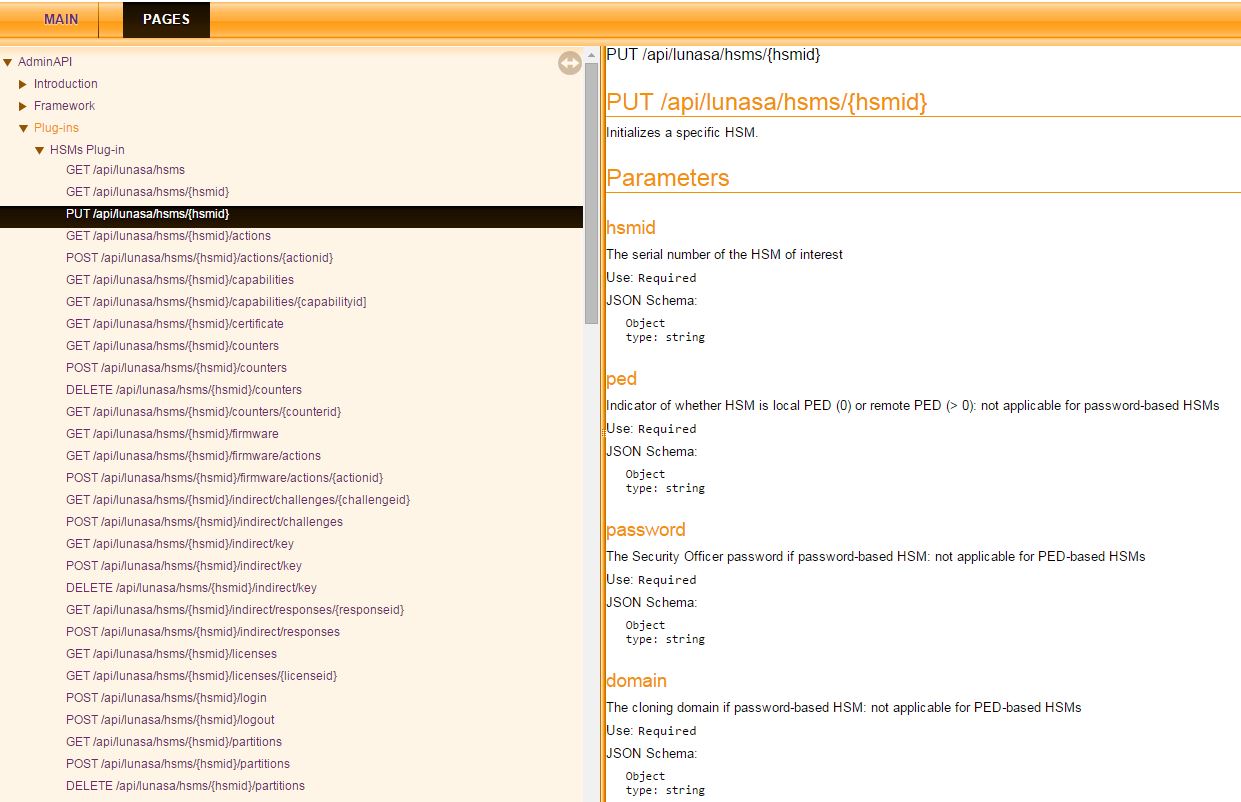 MAIN
PAGES
AdminAPI
Introduction
Framework
Plug-ins
HSMs Plug-in
GET /api/lunasa/hsms
GET /api/lunasa/hsms/{hsmid}
PUT /api/lunasa/hsms/{hsmid}
GET /api/lunasa/hsms/{hsmid}/actions
POST /api/lunasa/hsms/{hsmid}/actions/{actionid}
GET /api/lunasa/hsms/{hsmid}/capabilities
GET /api/lunasa/hsms/{hsmid}/capabilities/{capabilityid]
GET /api/lunasa/hsms/{hsmid}/certificate
GET /api/lunasa/hsms/{hsmid}/counters
POST /api/lunasa/hsms/{hsmid}/counters
DELETE /api/lunasa/hsms/{hsmid}/counters
GET /api/lunasa/hsms/{hsmid}/counters/{counterid}
GET /api/lunasa/hsms/{hsmid}/firmware
GET /api/lunasa/hsms/{hsmid}/firmware/actions
POST /api/lunasa/hsms/{hsmid}/firmware/actions/{actionid}
GET /api/lunasa/hsms/{hsmid}/indirect/challenges/{challengeid}
POST /api/lunasa/hsms/{hsmid}/indirect/challenges
GET /api/lunasa/hsms/{hsmid}/indirect/key
POST /api/lunasa/hsms/{hsmid}/indirect/key
DELETE /api/lunasa/hsms/{hsmid}/indirect/key
GET /api/lunasa/hsms/{hsmid}/indirect/responses/{responseid}
POST /api/lunasa/hsms/{hsmid}/indirect/responses
GET /api/lunasa/hsms/{hsmid}/licenses
GET /api/lunasa/hsms/{hsmid}/licenses/{licenseid}
POST /api/lunasa/hsms/{hsmid}/login
POST /api/lunasa/hsms/{hsmid}/logout
GET /api/lunasa/hsms/{hsmid}/partitions
POST /api/lunasa/hsms/{hsmid}/partitions
DELETE /api/lunasa/hsms/{hsmid}/partitions
PUT /api/lunasa/hsms/{hsmid}
PUT /api/lunasa/hsms/{hsmid}
Initializes a specific HSM.
Parameters
hsmid
The serial number of the HSM of interest
Use: Required
JSON Schema:
Object
type: string
ped
Indicator of whether HSM is local PED (0) or remote PED (> 0): not applicable for password-based HSMs
Use: Required
JSON Schema:
Object
type: string
password
The Security Officer password if password-based HSM: not applicable for PED-based HSMs
Use: Required
JSON Schema:
Object
type: string
domain
The cloning domain if password-based HSM: not applicable for PED-based HSMs
Use: Required
JSON Schema:
Object
type: string